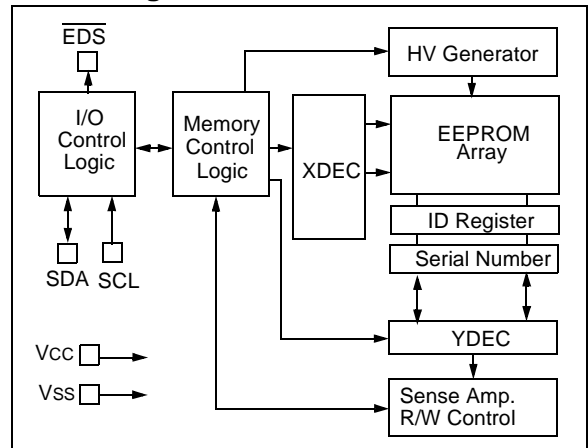 EDS
HV Generator
I/O
Control
Logic
Memory
Control
Logic
XDEC
EEPROM
Array
ID Register
Serial Number
SDA SCL
YDEC
Vcc
Vss
Sense Amp.
R/W Control